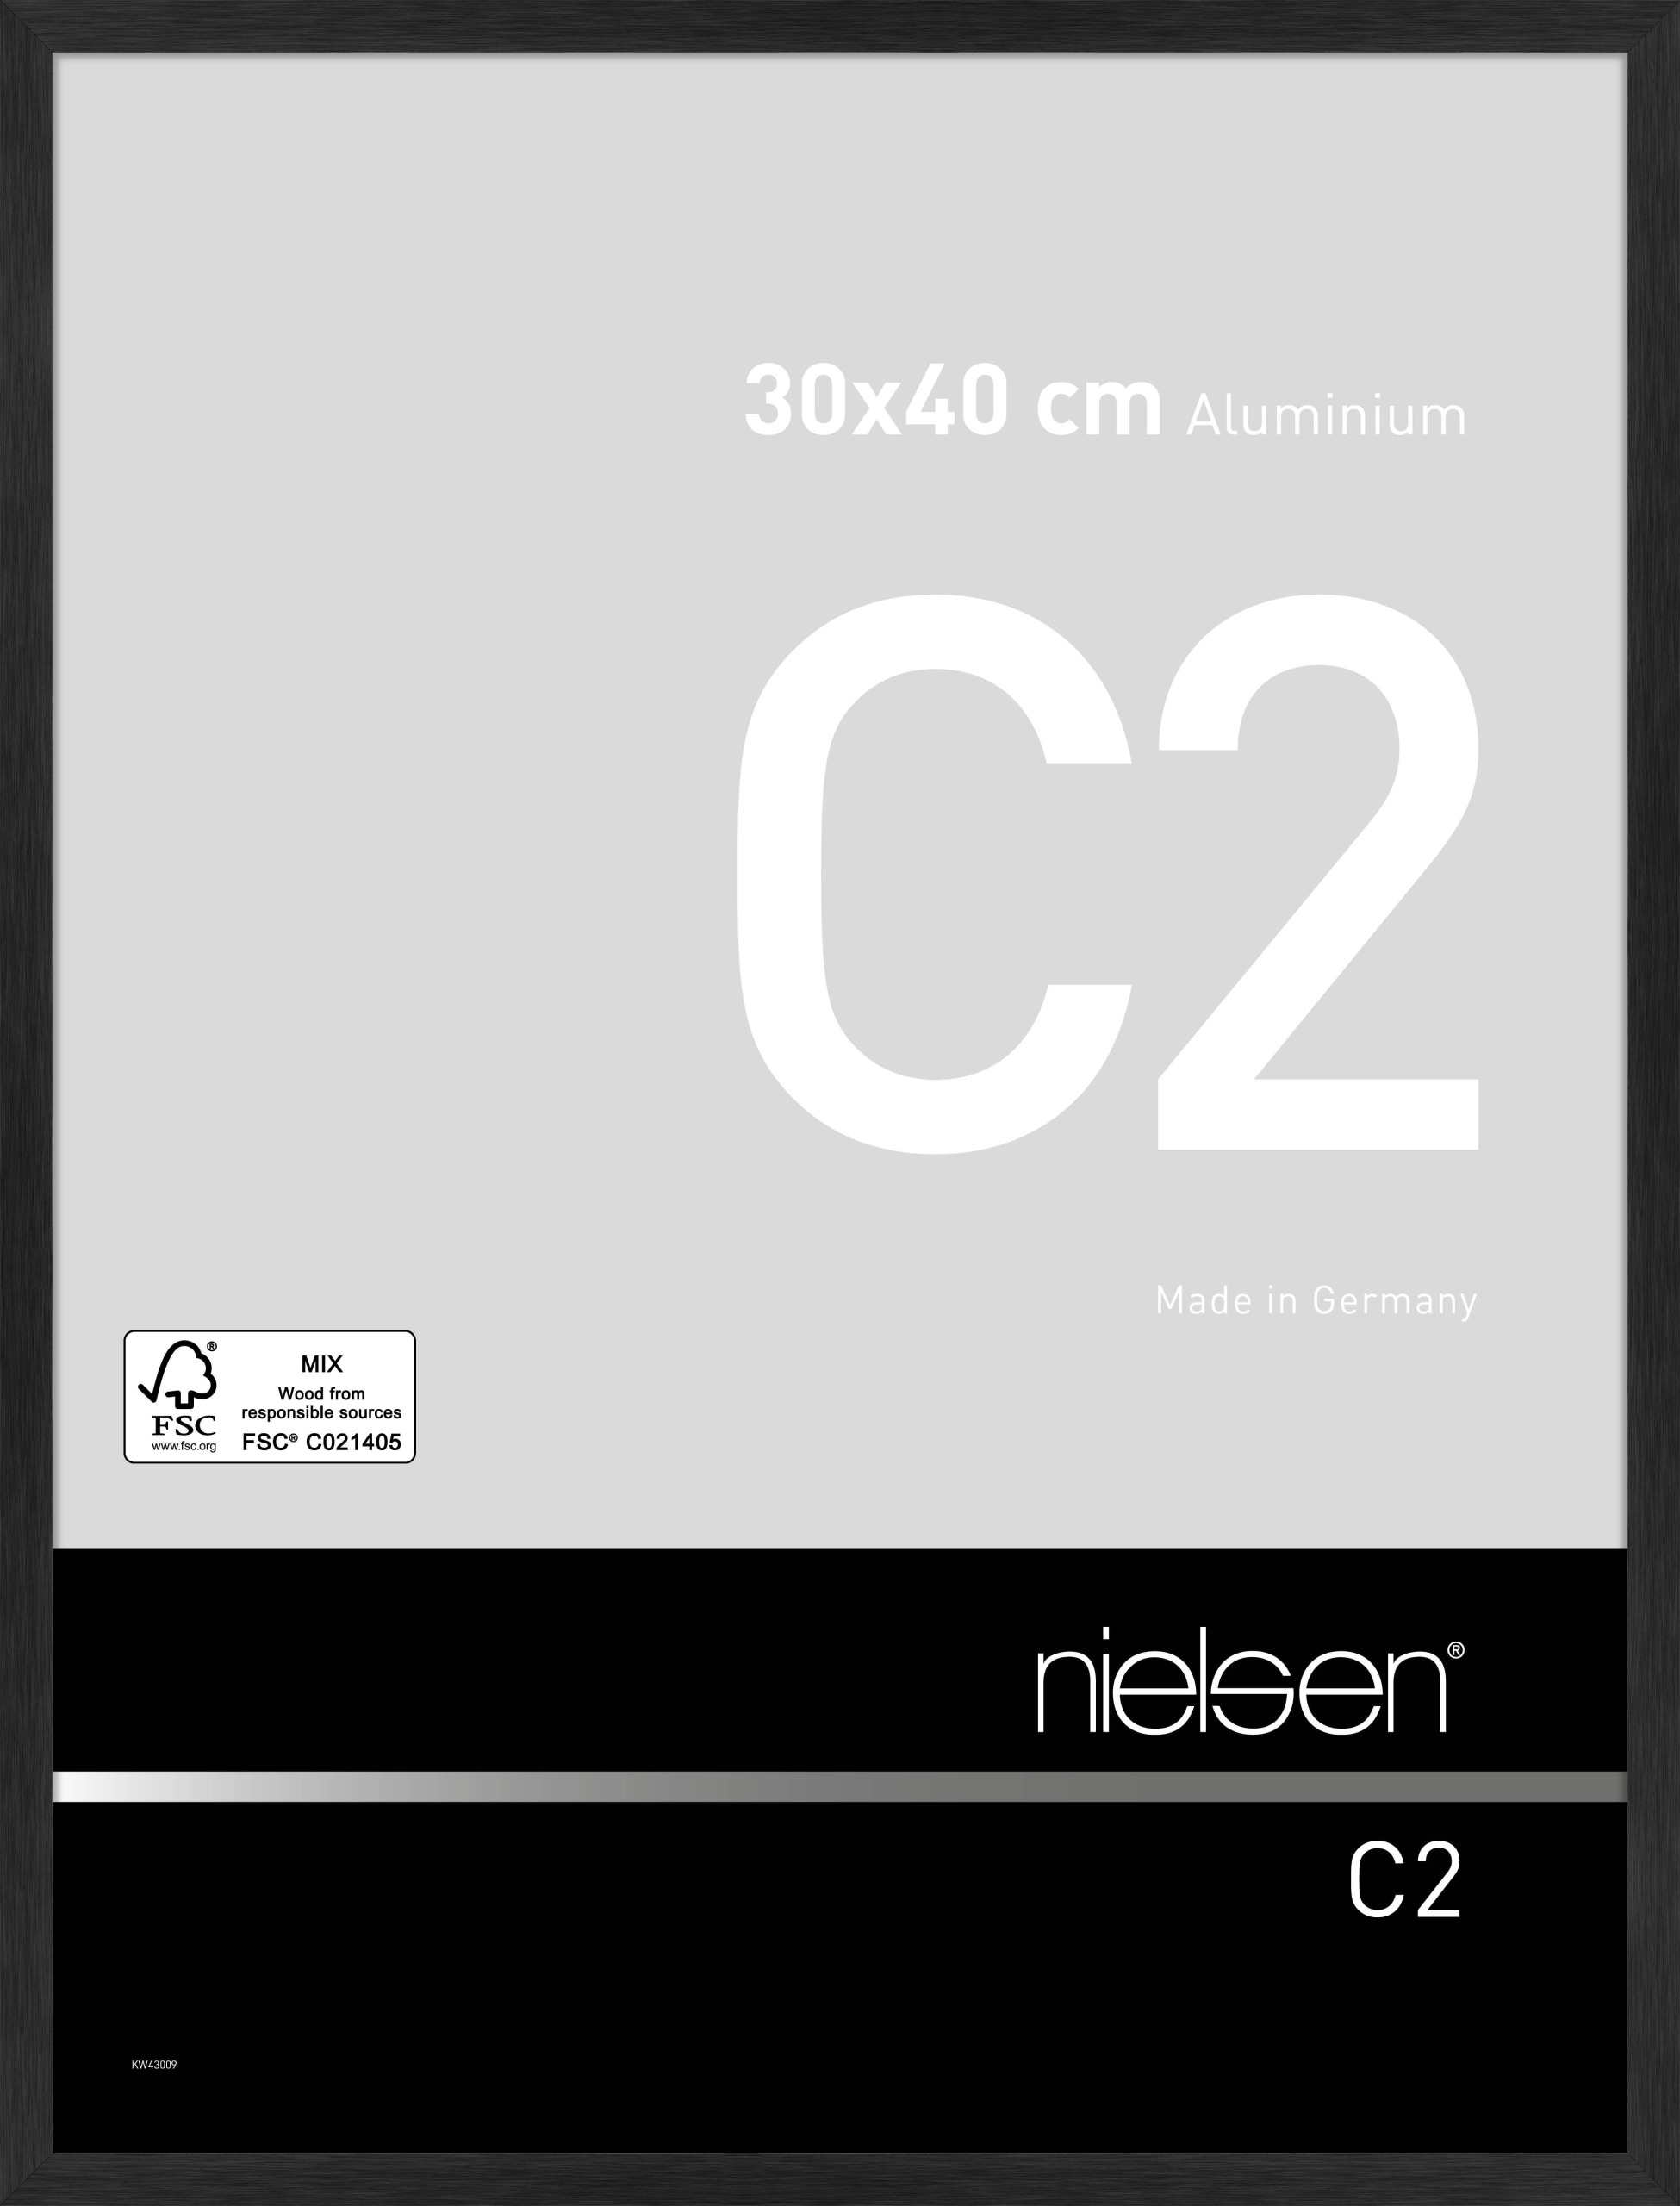 30x40 cm Aluminium
C2
Made in Germany
®
FSC
www.fsc.org
MIX
Wood from
responsible sources
FSC® C021405
nielsen®
C2
KW43009